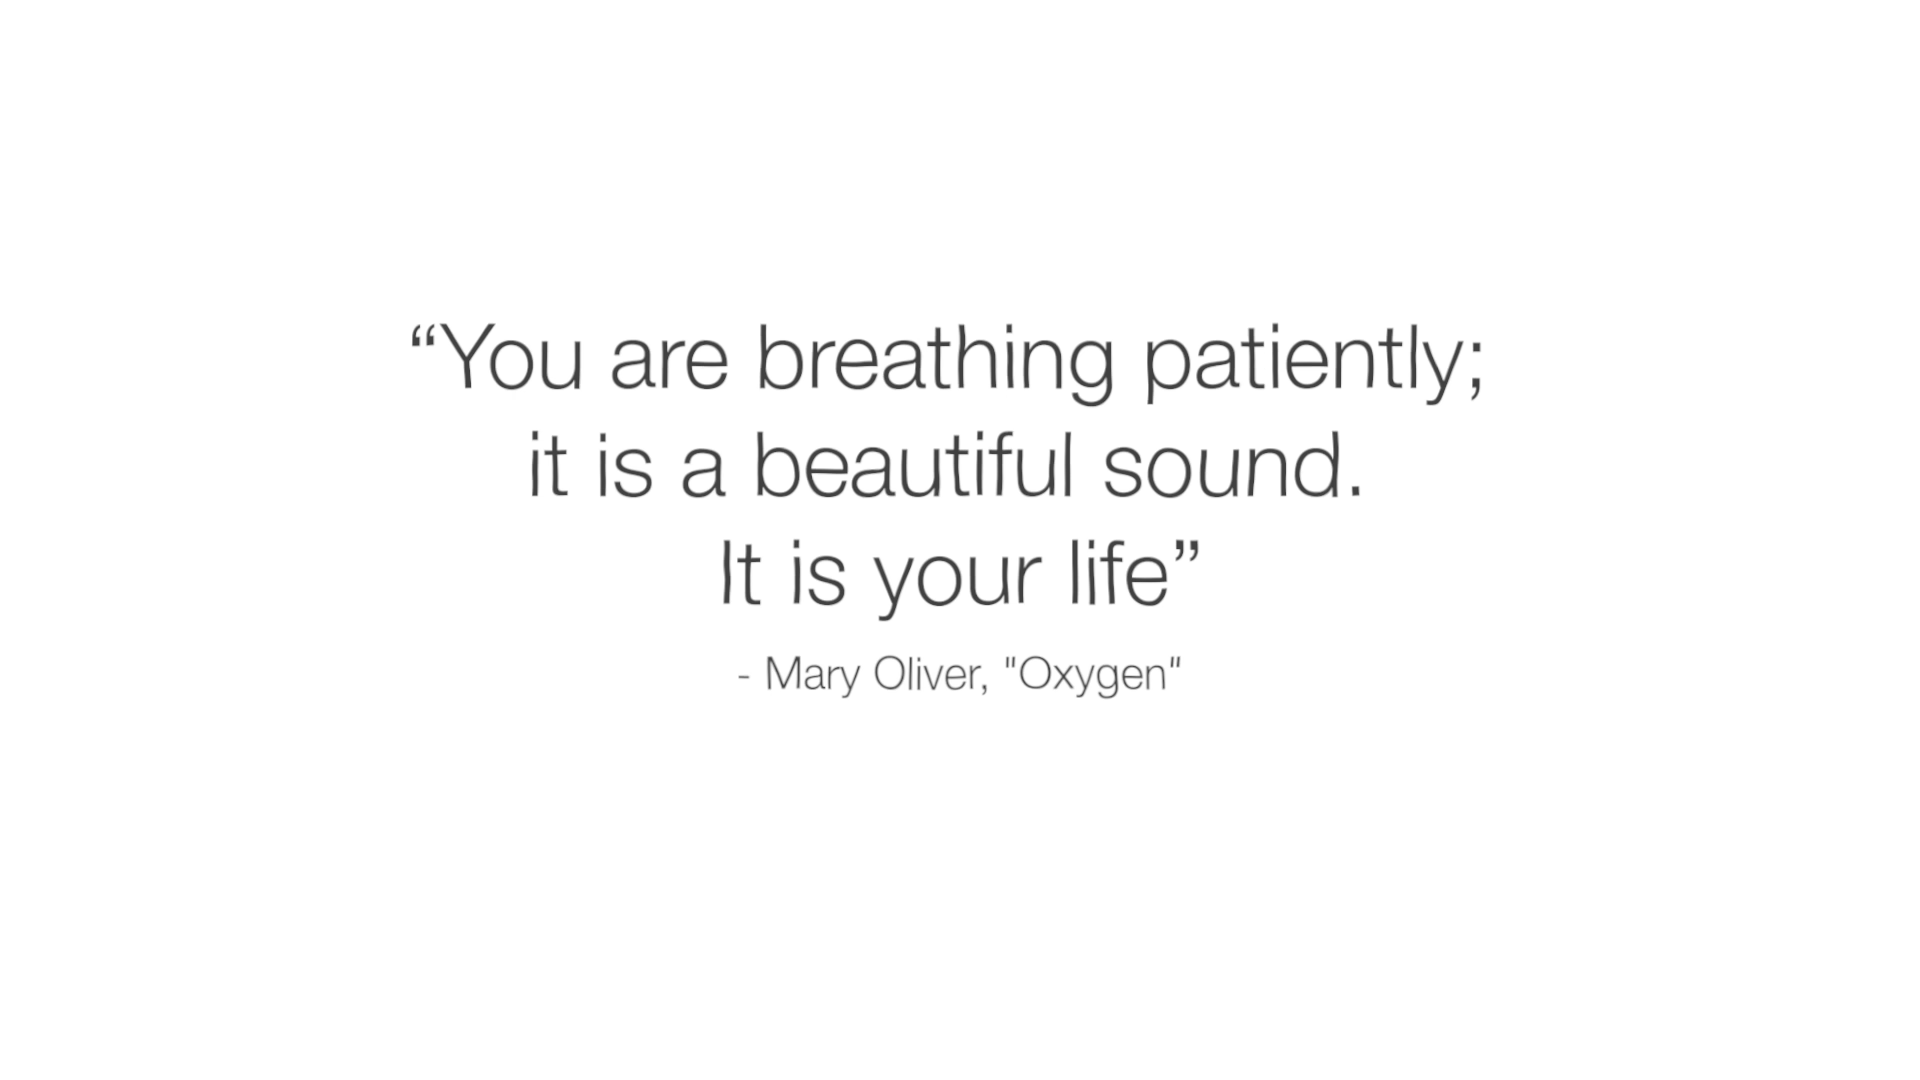 “You are breathing patiently;
it is a beautiful sound.
It is your life”
- Mary Oliver, "Oxygen"